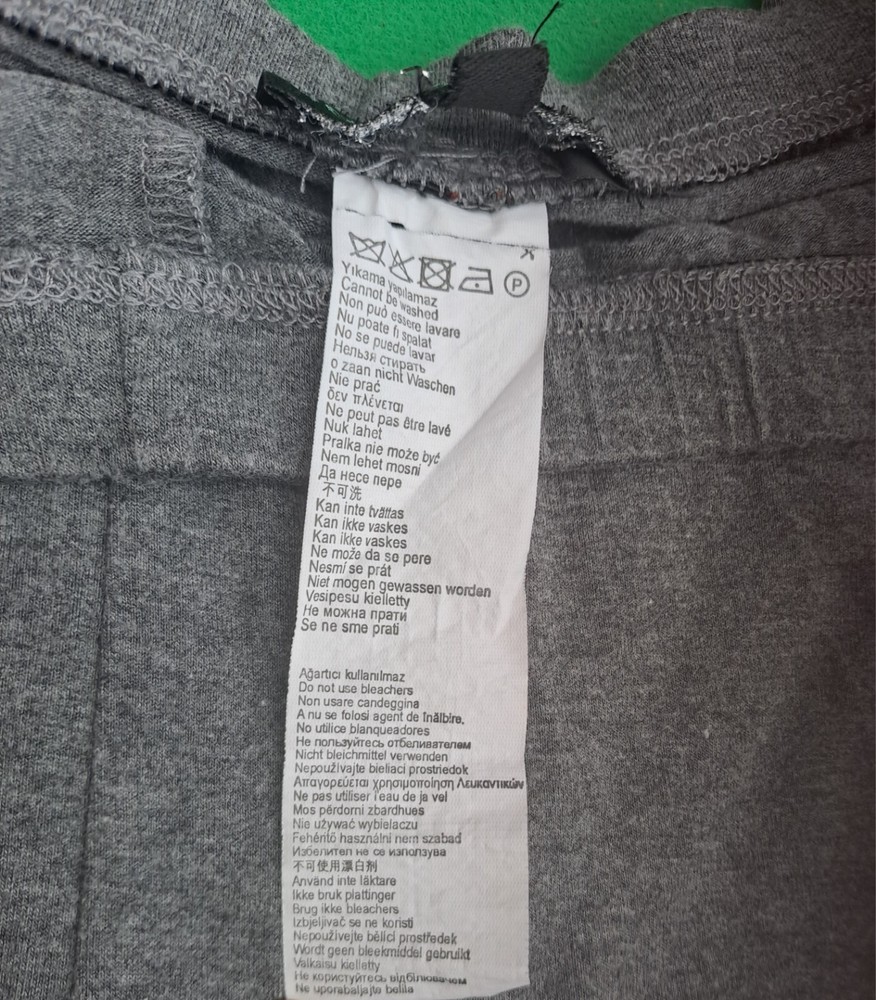 P
Yıkama yapılamaz
Cannot be washed
Non può essere lavare
Nu poate fi spalat
No se puede lavar
Нельзя стирать
o zaan nicht Waschen
Nie prać
δεν πλένεται
Ne peut pas être lavé
Nuk lahet
Pralka nie może być
Nem lehet mosni
Да несе пере
不可洗
Kan inte tvättas
Kan ikke vaskes
Kan ikke vaskes
Ne može da se pere
Nesmí se prát
Niet mogen gewassen worden
Vesipesu kielletty
Не можна прати
Se ne sme prati
Ağartıcı kullanılmaz
Do not use bleachers
Non usare candeggina
A nu se folosi agent de înălbire.
No utilice blanqueadores
Не пользуйтесь отбеливателем
Nicht bleichmittel verwenden
Nepoužívajte bieliaci prostriedok
Απαγορεύεται χρησιμοποίηση Λευκαντικών
Ne pas utiliser l'eau de ja vel
Mos përdorni zbardhues
Nie używać wybielaczu
Fehérítő használni nem szabad
Избелител не се използува
不可使用漂白剂
Använd inte läktare
Ikke bruk plattinger
Brug ikke bleachers
Izbjeljivač se ne koristi
Nepoužívejte bělící prostředek
Wordt geen bleekmiddel gebruikt
Valkaisu kielletty
Не користуйтесь відбілювачем
Ne uporabaljajto belila